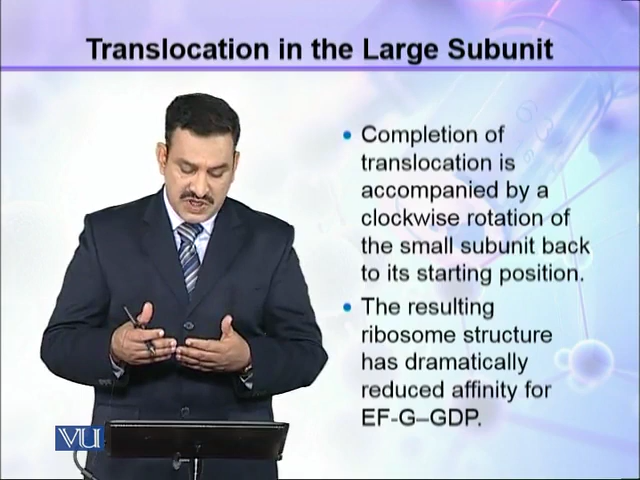 Translocation in the Large Subunit
• Completion of
translocation is
accompanied by a
clockwise rotation of
the small subunit back
to its starting position.
• The resulting
ribosome structure
has dramatically
reduced affinity for
EF-G–GDP.
VU